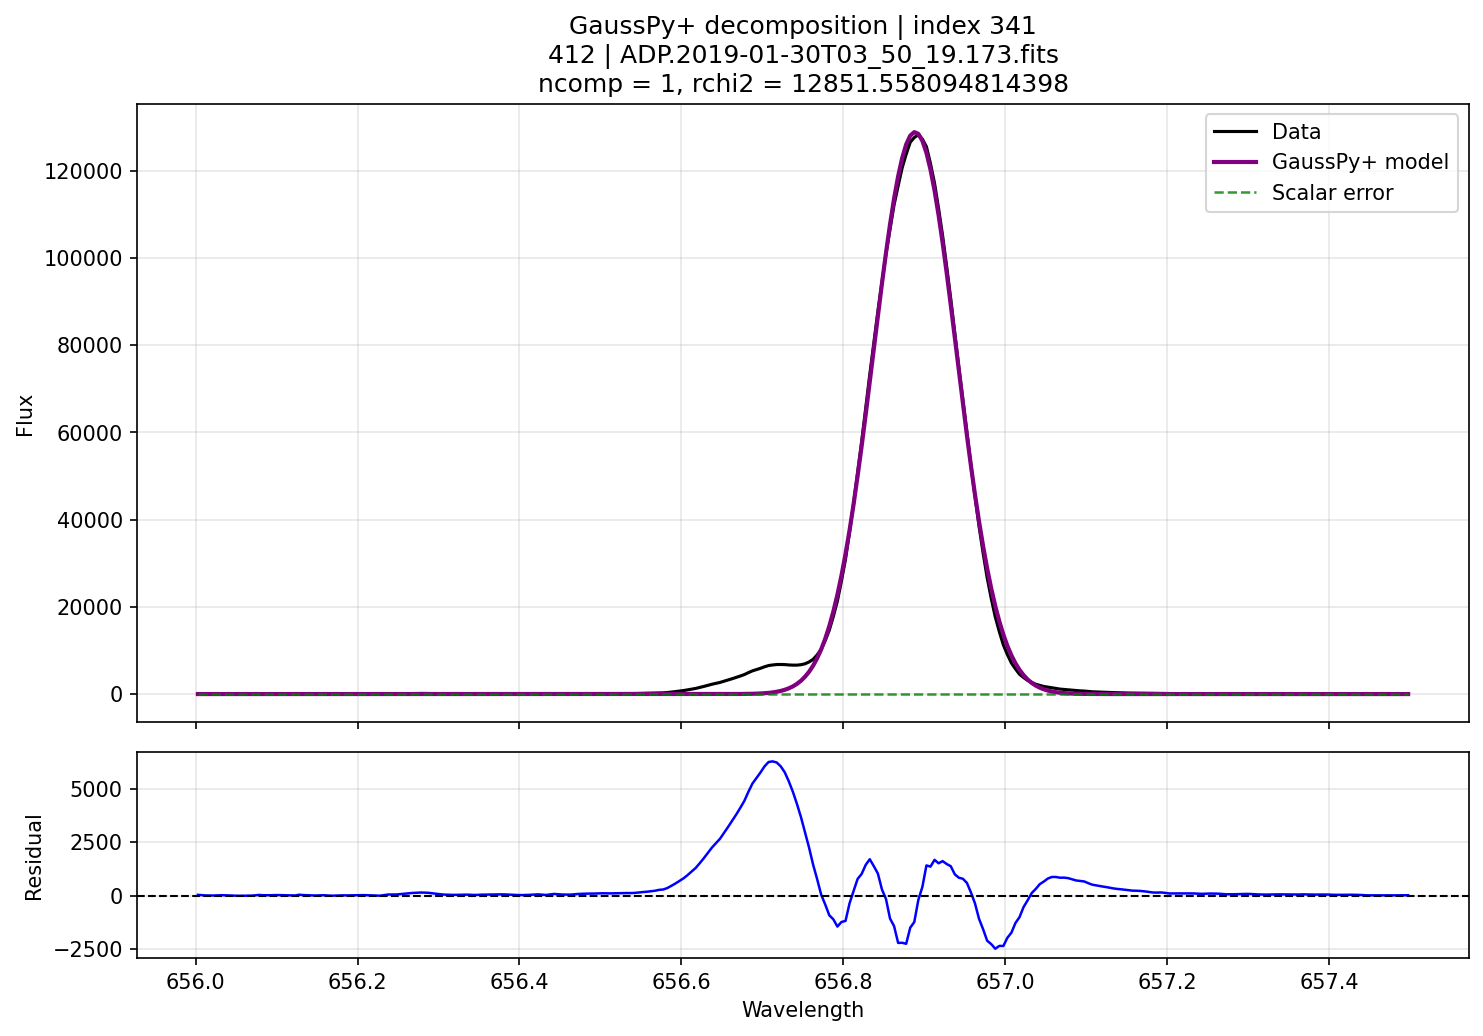 GaussPy+ decomposition | index 341
412 | ADP.2019-01-30T03_50_19.173.fits
ncomp = 1, rchi2 = 12851.558094814398
Data
GaussPy+ model
Scalar error
Flux
120000
100000
80000
60000
40000
20000
0
Residual
5000
2500
0
−2500
656.0
656.2
656.4
656.6
656.8
657.0
657.2
657.4
Wavelength